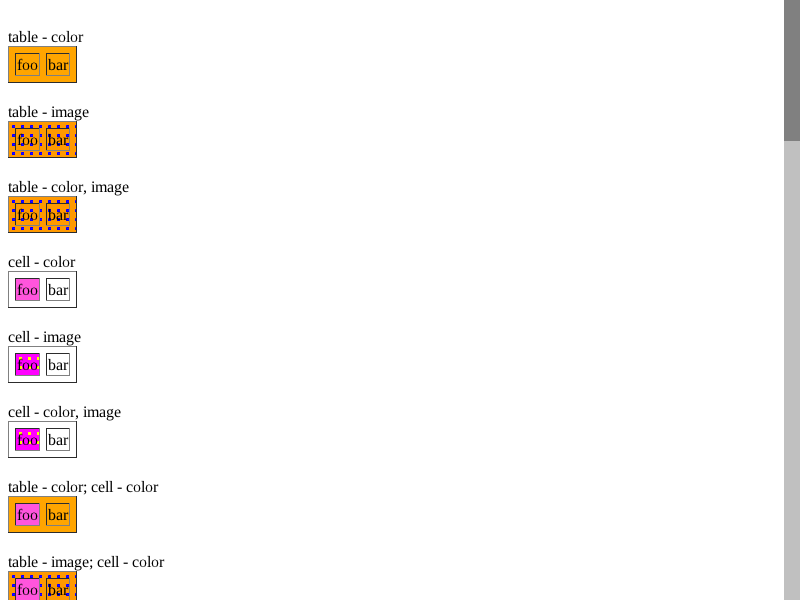 table - color
foo bar
table - image
foo bar
table - color, image
foo bar
cell - color
foo bar
cell - image
foo bar
cell - color, image
foo bar
table - color; cell - color
foo bar
table - image; cell - color
foo bar